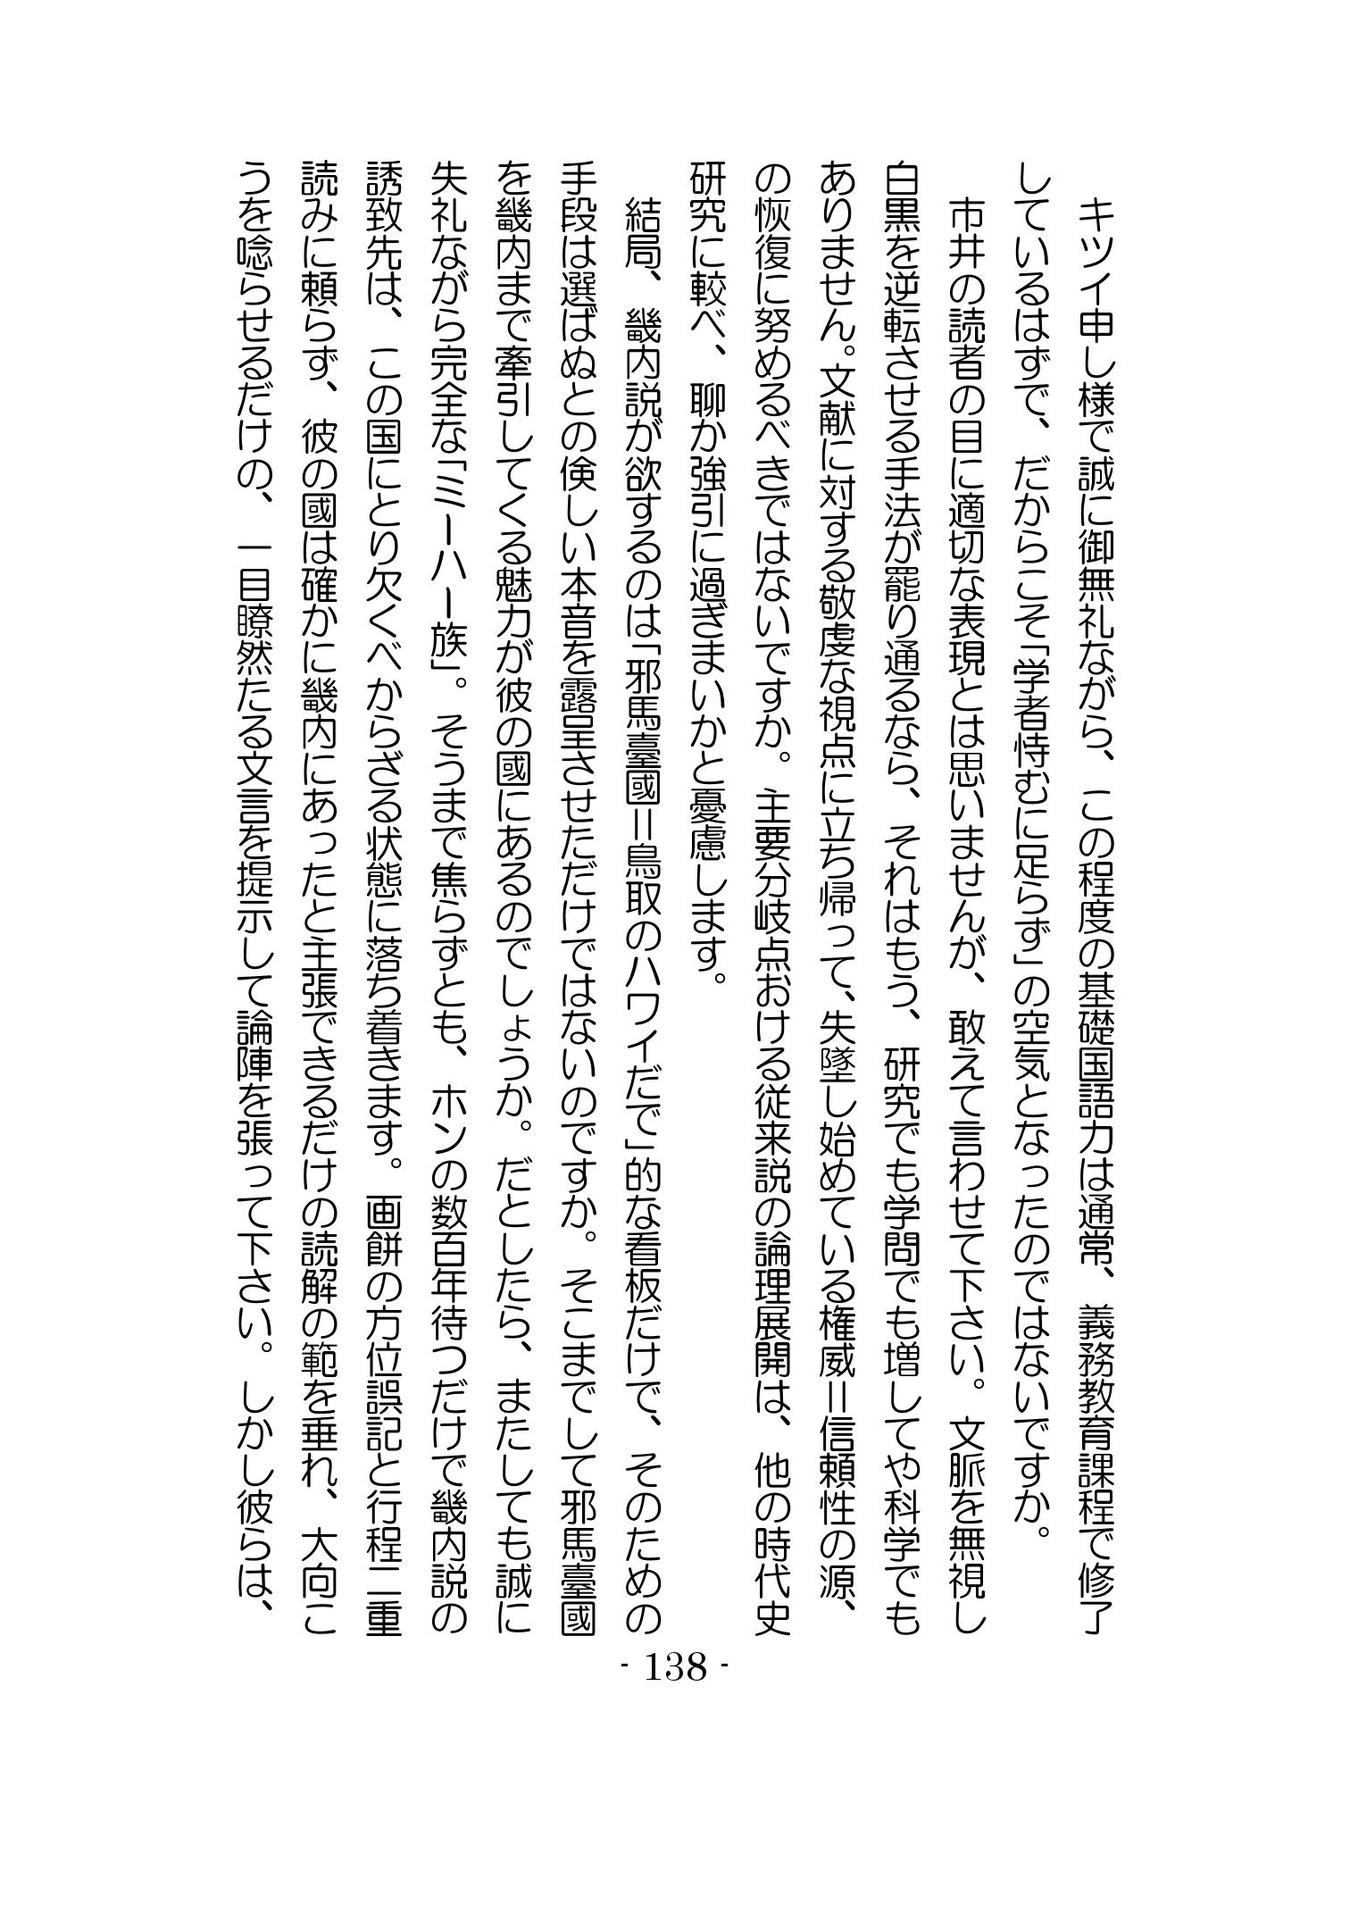 キツイ申し様で誠に御無礼ながら、この程度の基礎国語力は通常、義務教育課程で修了
しているはずで、だからこそ「学者恃むに足らず」の空気となったのではないですか。
　市井の読者の目に適切な表現とは思いませんが、敢えて言わせて下さい。文脈を無視し
白黒を逆転させる手法が罷り通るなら、それはもう、研究でも学問でも増してや科学でも
ありません。文献に対する敬虔な視点に立ち帰って、失墜し始めている権威＝信頼性の源、
の恢復に努めるべきではないですか。主要分岐点おける従来説の論理展開は、他の時代史
研究に較べ、聊か強引に過ぎまいかと憂慮します。
　結局、畿内説が欲するのは「邪馬臺國＝鳥取のハワイだで」的な看板だけで、そのための
手段は選ばぬとの倹しい本音を露呈させただけではないのですか。そこまでして邪馬臺國
を畿内まで牽引してくる魅力が彼の國にあるのでしょうか。だとしたら、またしても誠に
失礼ながら完全な「ミーハー族」。そうまで焦らずとも、ホンの数百年待つだけで畿内説の
誘致先は、この国にとり欠くべからざる状態に落ち着きます。画餅の方位誤記と行程二重
読みに頼らず、彼の國は確かに畿内にあったと主張できるだけの読解の範を垂れ、大向こ
うを唸らせるだけの、一目瞭然たる文言を提示して論陣を張って下さい。しかし彼らは、
- 138 -